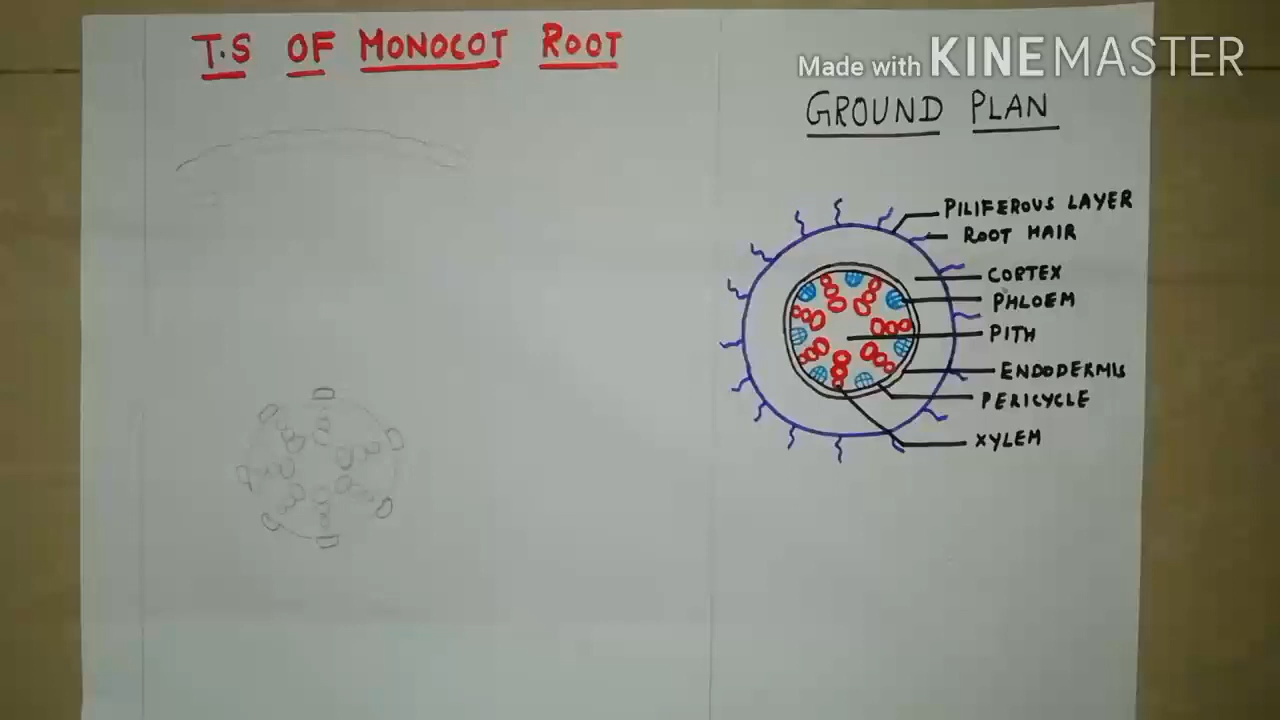 T.S OF MONOCOT ROOT
Made with KINEMASTER
GROUND PLAN
PILIFEROUS LAYER
ROOT HAIR
CORTEX
PHLOEM
PITH
ENDODERMIS
PERICYCLE
XYLEM